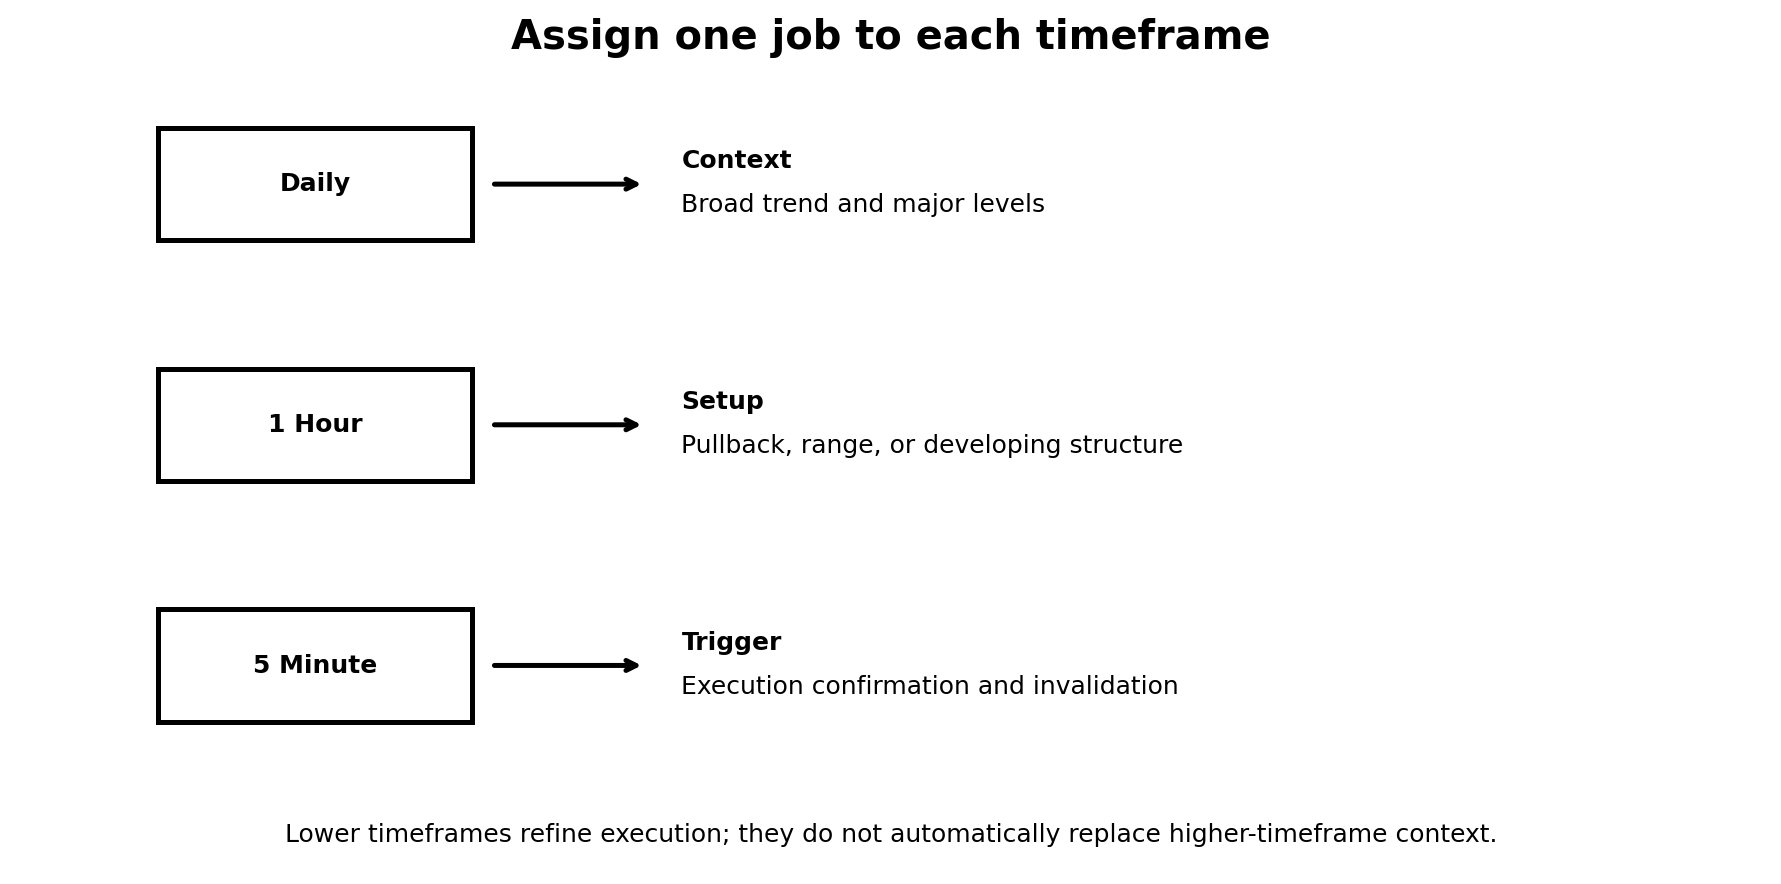 Assign one job to each timeframe
Daily
Context
Broad trend and major levels
1 Hour
Setup
Pullback, range, or developing structure
5 Minute
Trigger
Execution confirmation and invalidation
Lower timeframes refine execution; they do not automatically replace higher-timeframe context.